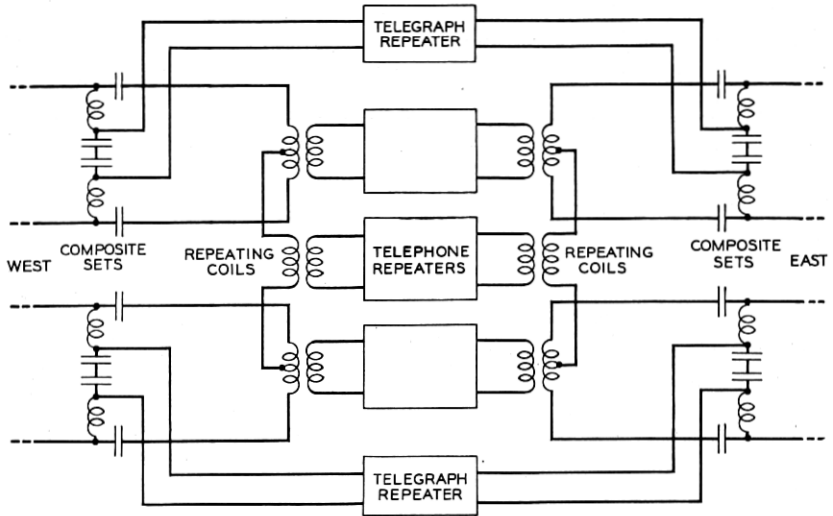 TELEGRAPH
REPEATER
WEST
COMPOSITE
SETS
REPEATING
COILS
TELEPHONE
REPEATERS
REPEATING
COILS
COMPOSITE
SETS
EAST
TELEGRAPH
REPEATER